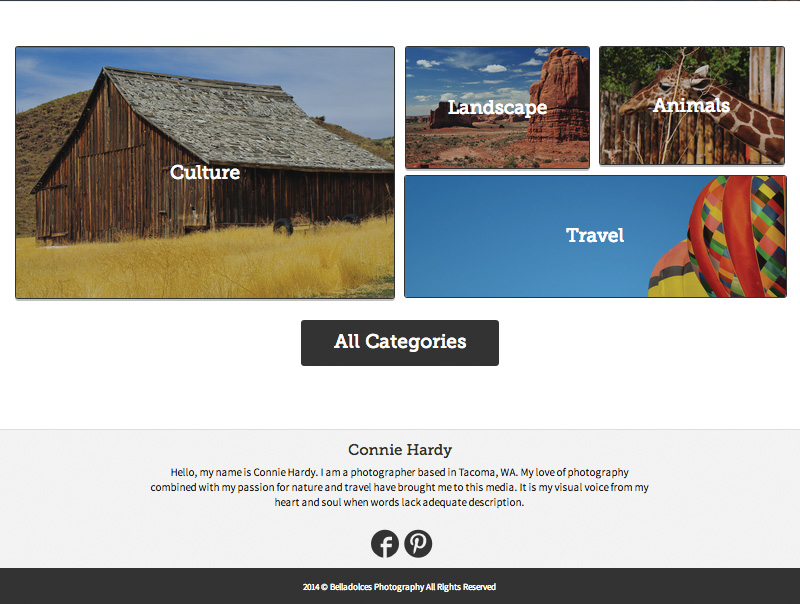 Culture
Landscape
Animals
Travel
All Categories
Connie Hardy
Hello, my name is Connie Hardy. I am a photographer based in Tacoma, WA. My love of photography
combined with my passion for nature and travel have brought me to this media. It is my visual voice from my
heart and soul when words lack adequate description.
2014 © Belladolces Photography All Rights Reserved